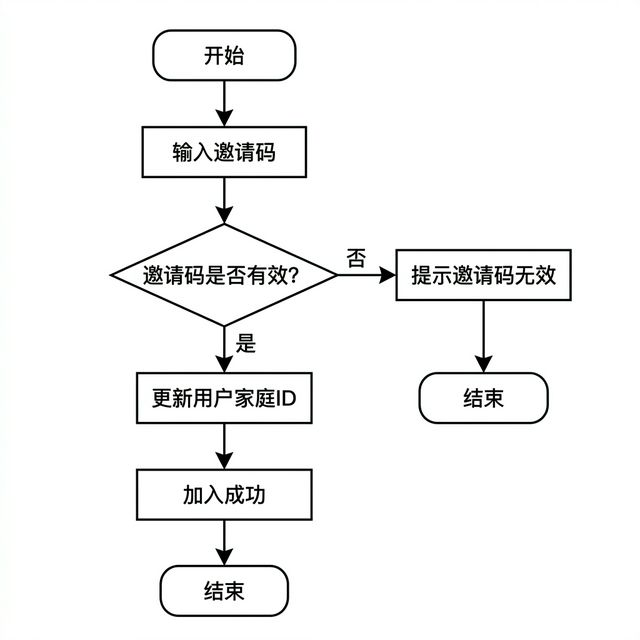 开始
输入邀请码
邀请码是否有效?
否
提示邀请码无效
是
更新用户家庭ID
结束
加入成功
结束